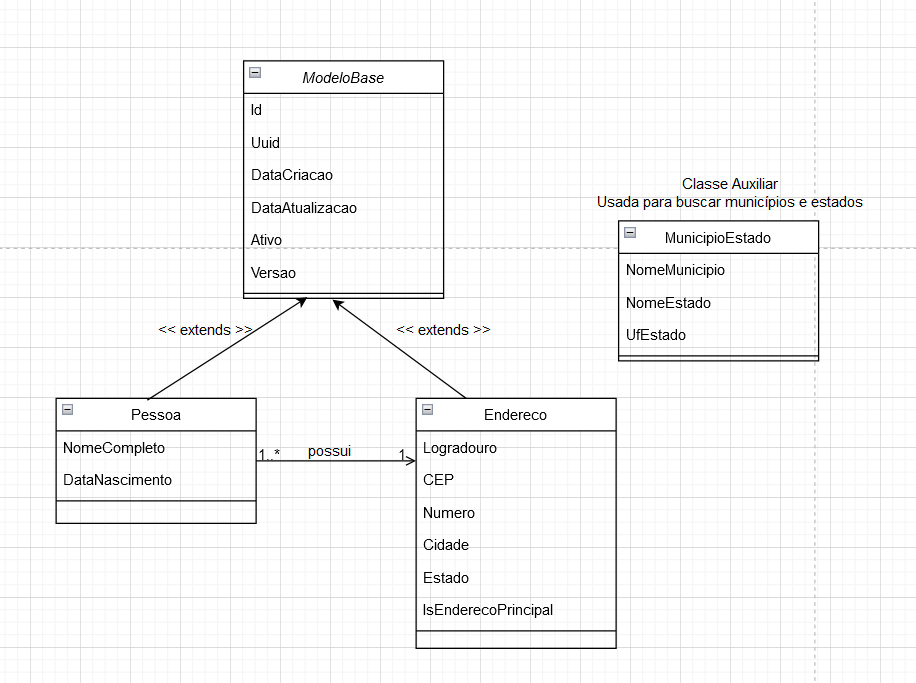 ModeloBase
Id
Uuid
DataCriacao
DataAtualizacao
Ativo
Versao
Classe Auxiliar
Usada para buscar municípios e estados
MunicipioEstado
NomeMunicipio
NomeEstado
UfEstado
<< extends >>
<< extends >>
Pessoa
NomeCompleto
DataNascimento
1..*
possui
1
Endereco
Logradouro
CEP
Numero
Cidade
Estado
IsEnderecoPrincipal